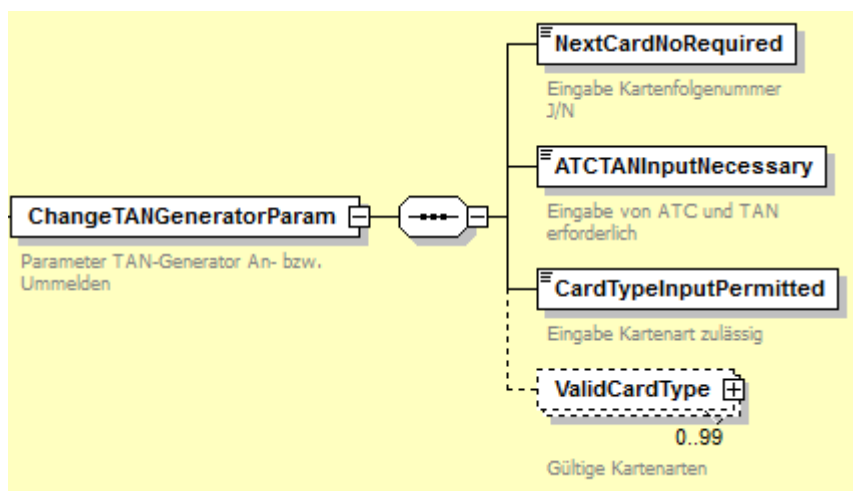 NextCardNoRequired
Eingabe Kartenfolgenummer
J/N
ATCTANInputNecessary
Eingabe von ATC und TAN
erforderlich
ChangeTANGeneratorParam
Parameter TAN-Generator An- bzw.
Ummelden
CardTypeInputPermitted
Eingabe Kartenart zulässig
ValidCardType
0..99
Gültige Kartenarten